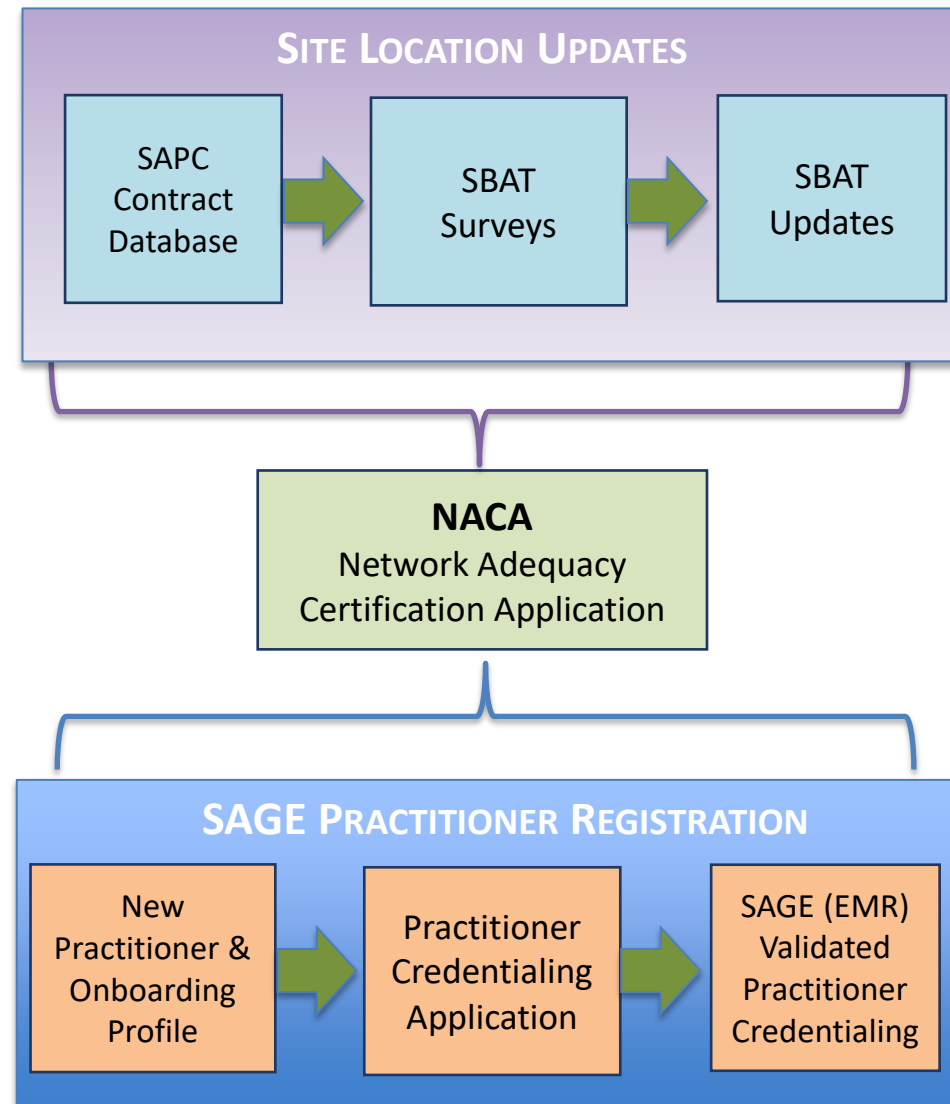 SITE LOCATION UPDATES
SAPC
Contract
Database
SBAT
Surveys
SBAT
Updates
NACA
Network Adequacy
Certification Application
SAGE PRACTITIONER REGISTRATION
New
Practitioner &
Onboarding
Profile
Practitioner
Credentialing
Application
SAGE (EMR)
Validated
Practitioner
Credentialing